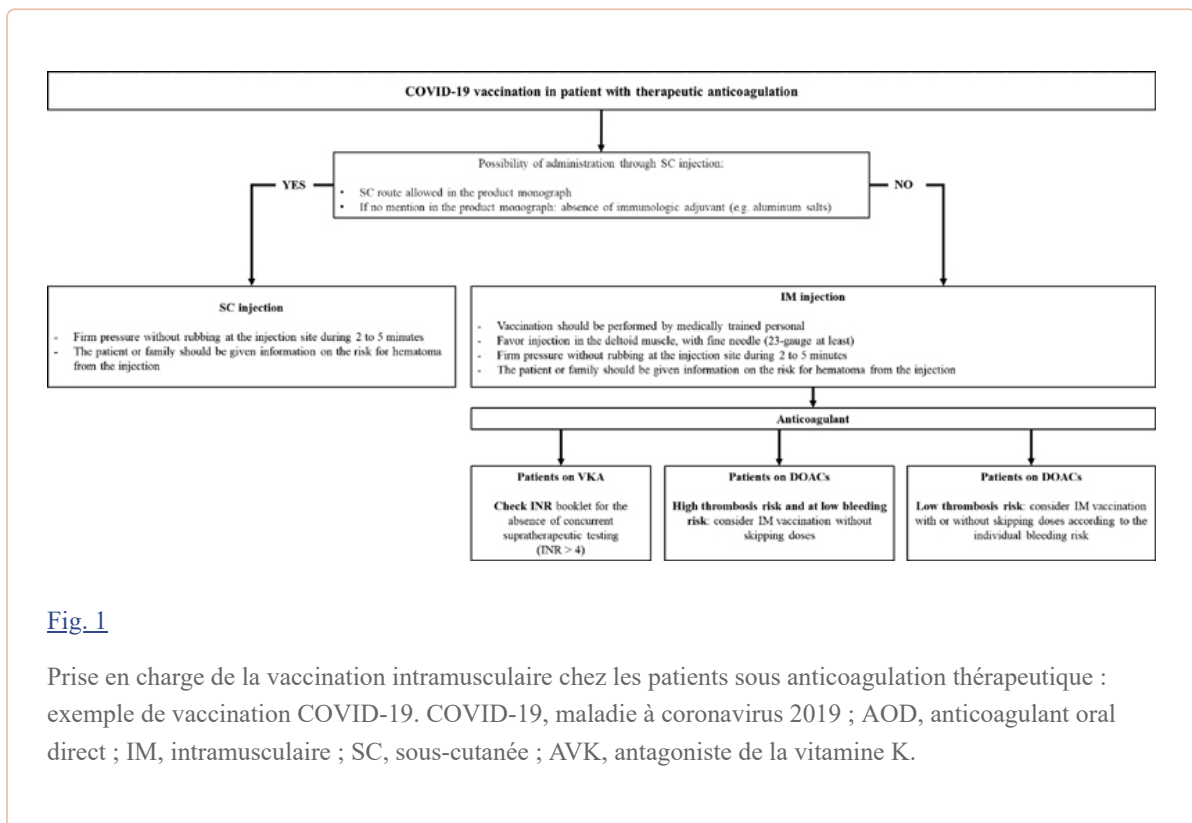 COVID-19 vaccination in patient with therapeutic anticoagulation
Possibility of administration through SC injection:
YES
NO
• SC route allowed in the product monograph
• If no mention in the product monograph: absence of immunologic adjuvant (e.g. aluminum salts)
SC injection
- Firm pressure without rubbing at the injection site during 2 to 5 minutes
- The patient or family should be given information on the risk for hematoma
from the injection
IM injection
- Vaccination should be performed by medically trained personal
- Favor injection in the deltoid muscle, with fine needle (23-gauge at least)
- Firm pressure without rubbing at the injection site during 2 to 5 minutes
- The patient or family should be given information on the risk for hematoma from the injection
Anticoagulant
Patients on VKA
Check INR booklet for the
absence of concurrent
supratherapeutic testing
(INR > 4)
Patients on DOACs
High thrombosis risk and at low bleeding
risk: consider IM vaccination without
skipping doses
Patients on DOACs
Low thrombosis risk: consider IM vaccination
with or without skipping doses according to the
individual bleeding risk
Fig. 1
Prise en charge de la vaccination intramusculaire chez les patients sous anticoagulation thérapeutique :
exemple de vaccination COVID-19. COVID-19, maladie à coronavirus 2019 ; AOD, anticoagulant oral
direct ; IM, intramusculaire ; SC, sous-cutanée ; AVK, antagoniste de la vitamine K.